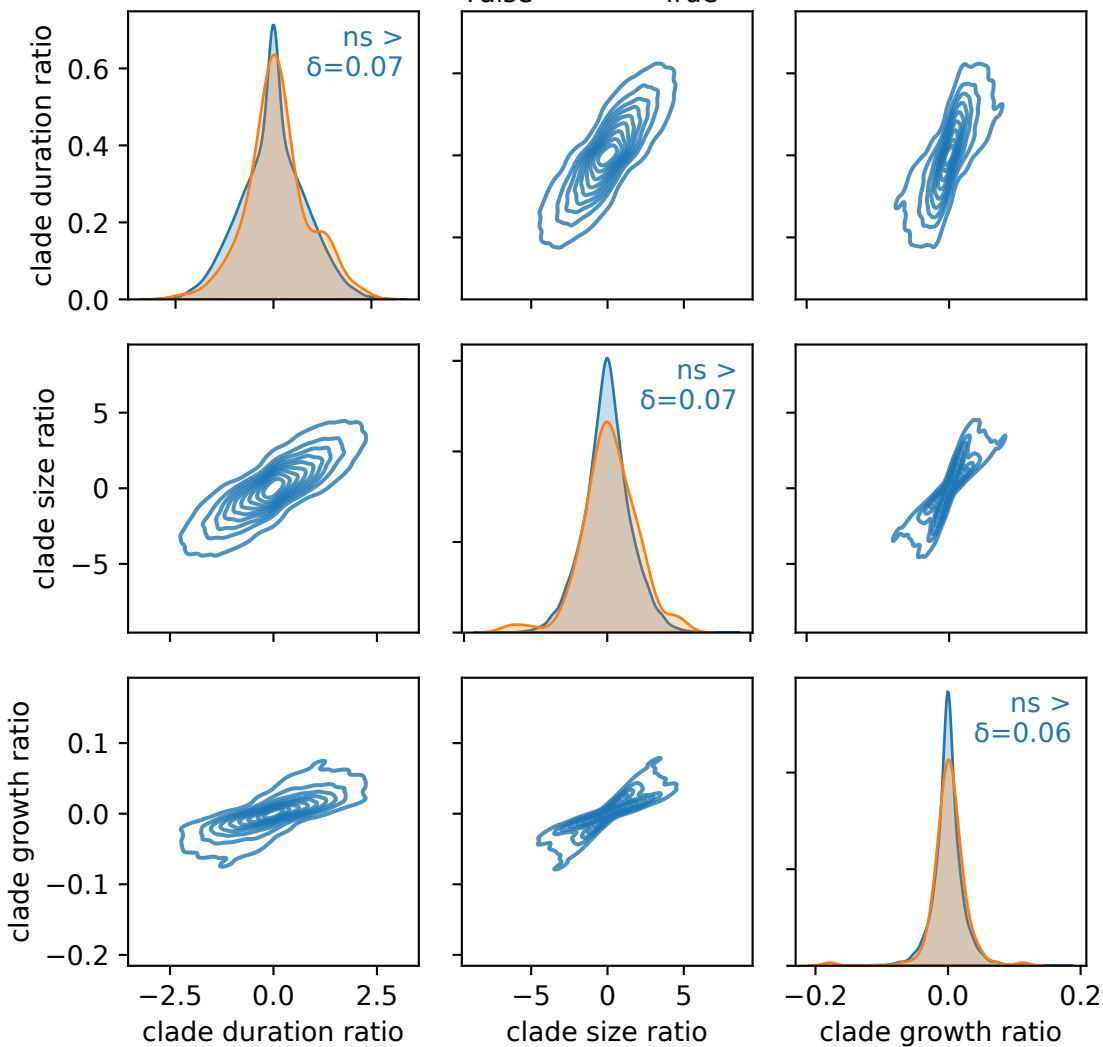 True
clade duration ratio
0.6
0.4
0.2
0.0
ns >
δ=0.07
clade size ratio
5
0
−5
ns >
δ=0.07
clade growth ratio
0.1
0.0
−0.1
−0.2
ns >
δ=0.06
−2.5 0.0 2.5
−5 0 5
−0.2 0.0 0.2
clade duration ratio
clade size ratio
clade growth ratio